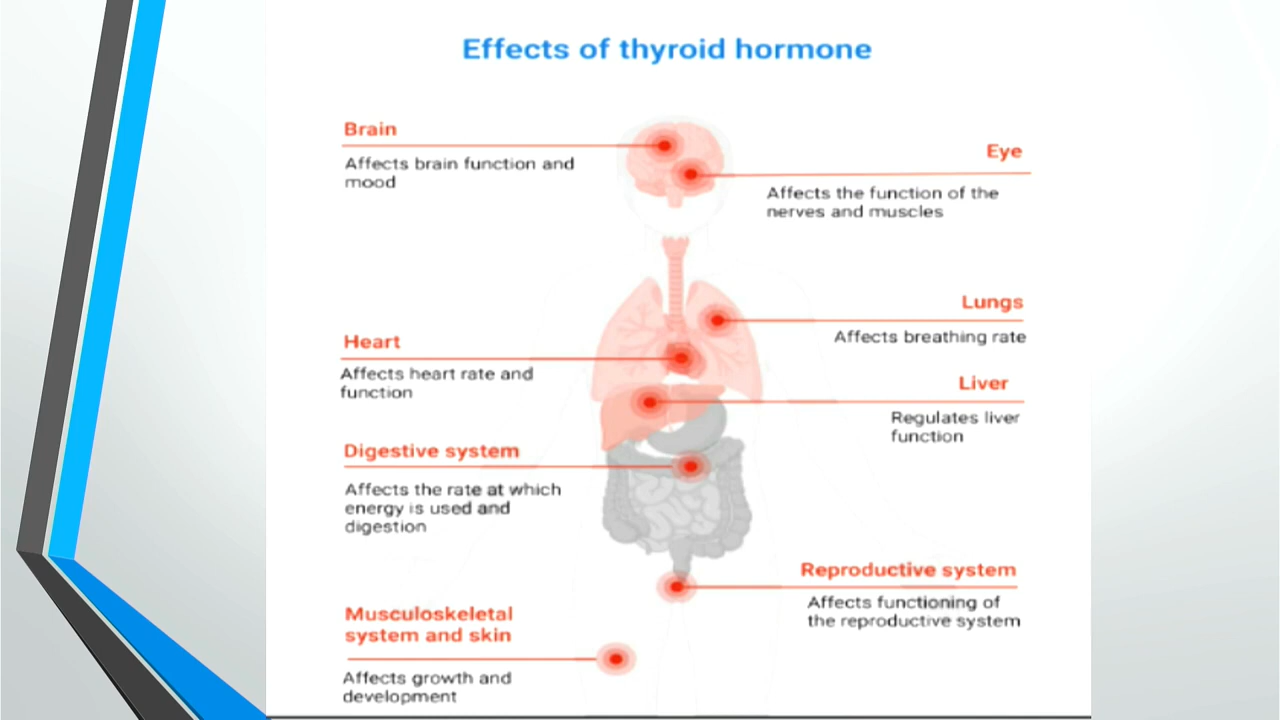 Effects of thyroid hormone
Brain
Affects brain function and
mood
Eye
Affects the function of the
nerves and muscles
Lungs
Affects breathing rate
Heart
Affects heart rate and
function
Liver
Regulates liver
function
Digestive system
Affects the rate at which
energy is used and
digestion
Reproductive system
Affects functioning of
the reproductive system
Musculoskeletal
system and skin
Affects growth and
development